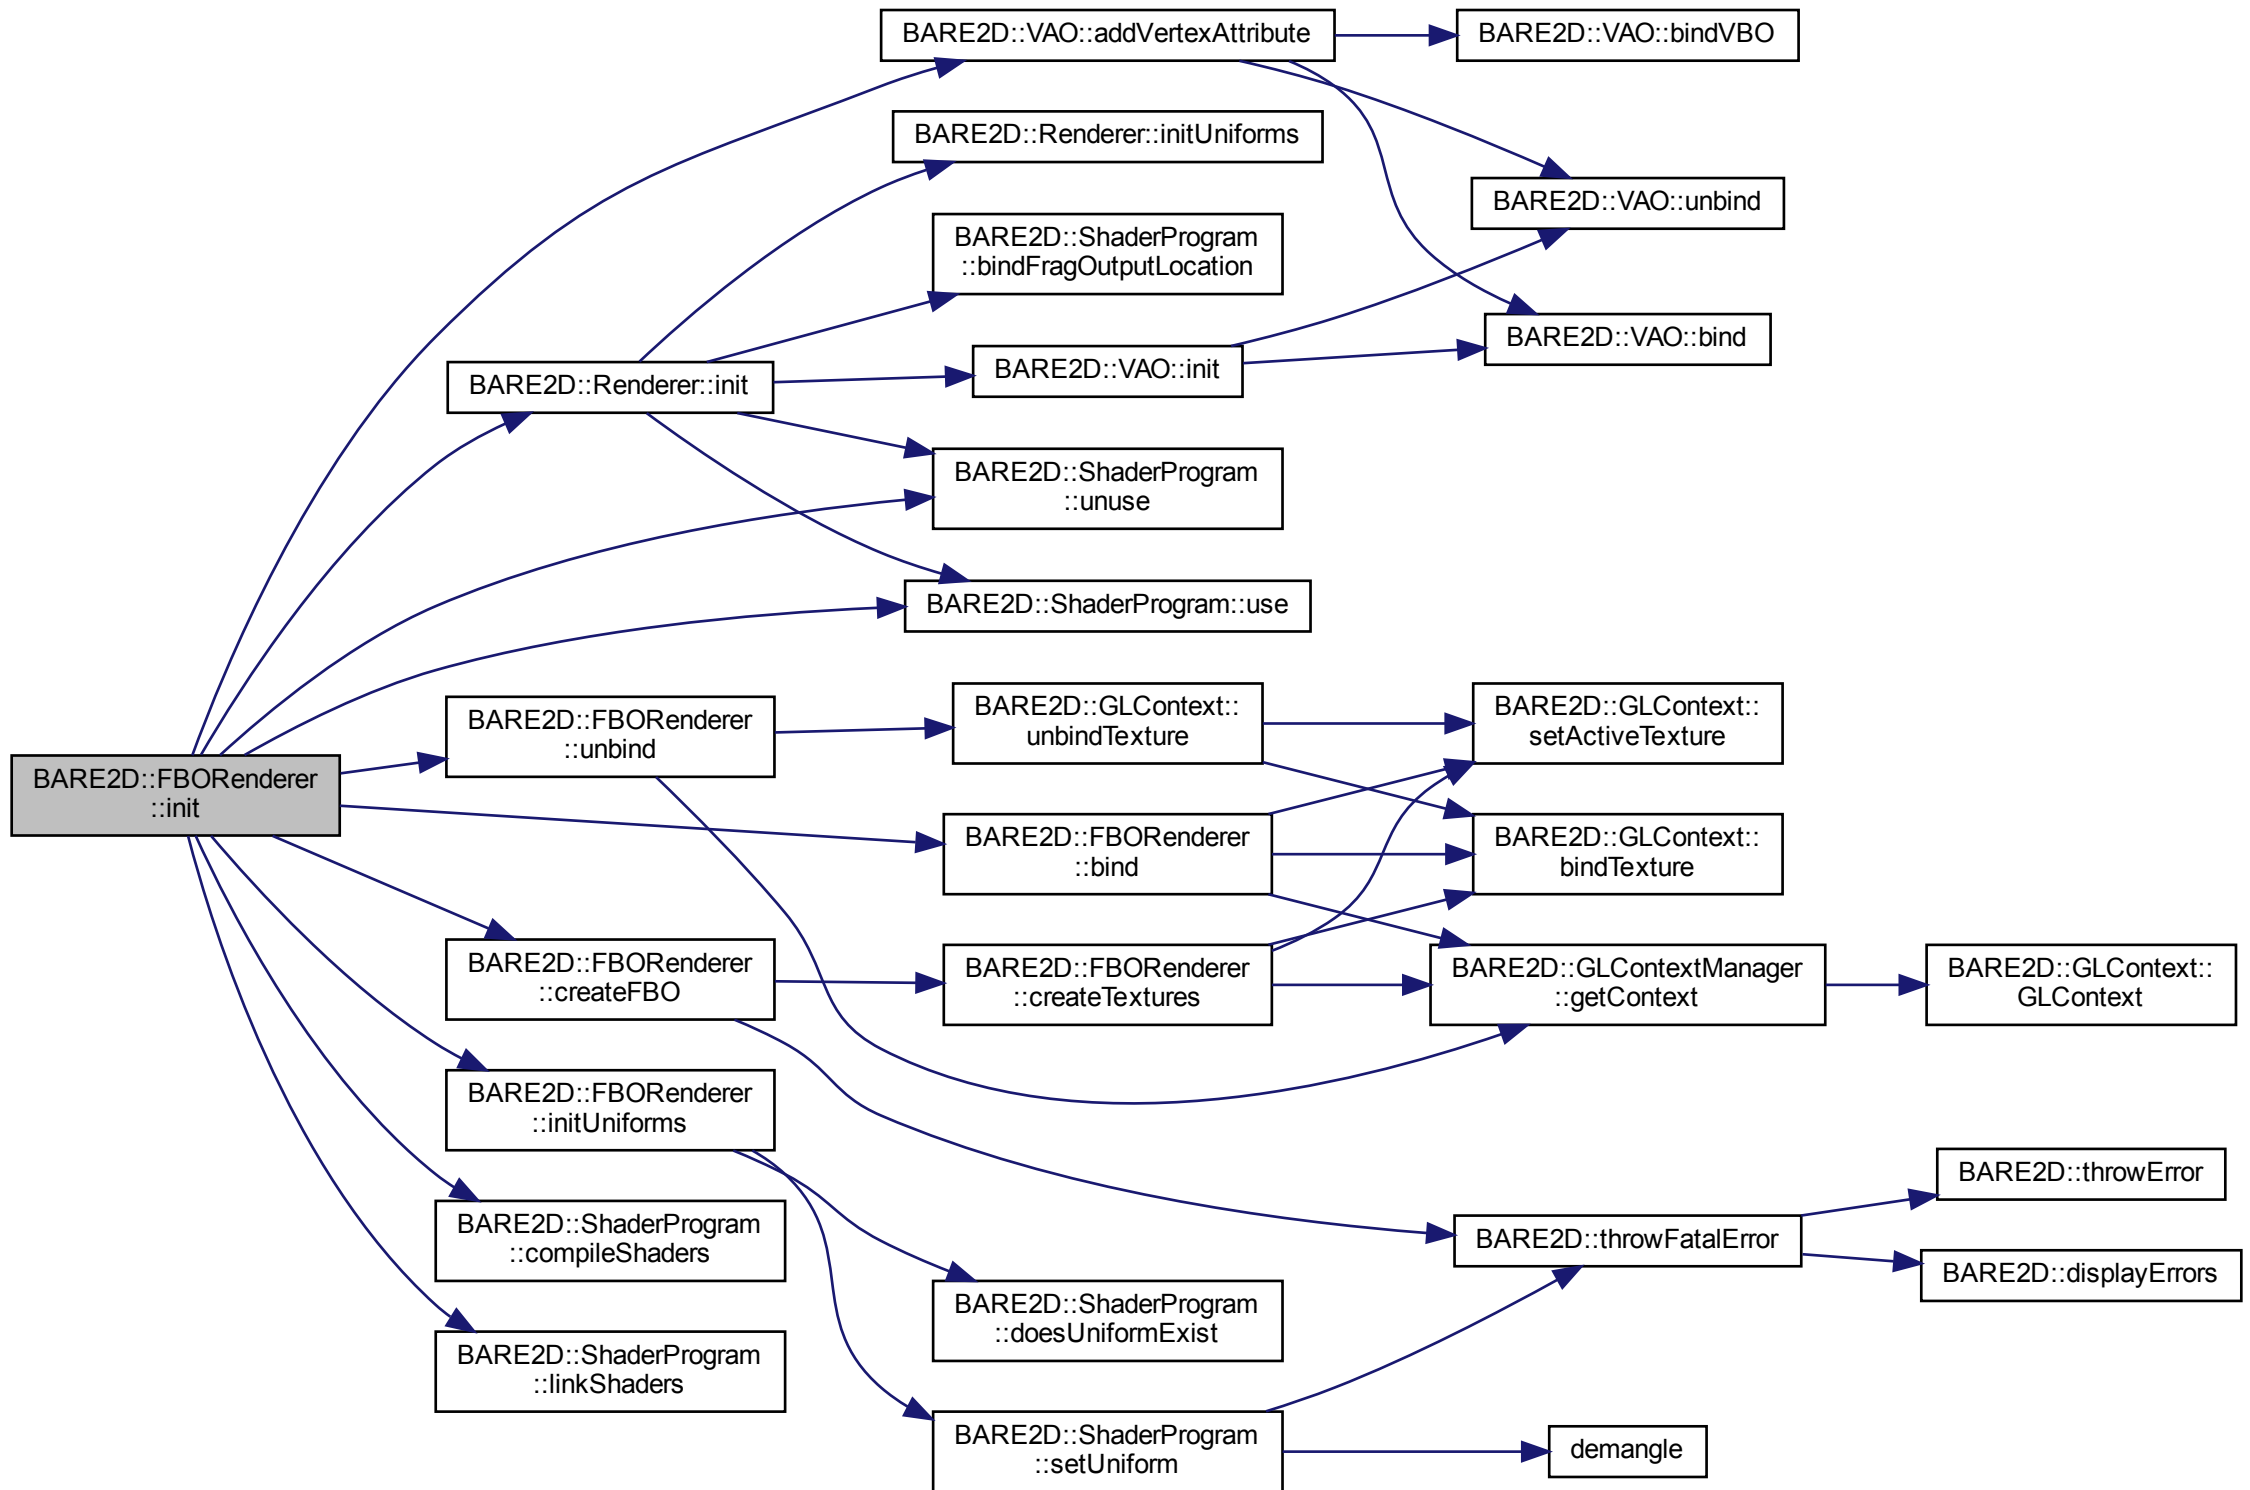 BARE2D::FBORenderer
::init
BARE2D::VAO::addVertexAttribute
BARE2D::VAO::bindVBO
BARE2D::Renderer::initUniforms
BARE2D::VAO::unbind
BARE2D::ShaderProgram
::bindFragOutputLocation
BARE2D::VAO::bind
BARE2D::Renderer::init
BARE2D::VAO::init
BARE2D::ShaderProgram
::unuse
BARE2D::ShaderProgram::use
BARE2D::FBORenderer
::unbind
BARE2D::GLContext::
unbindTexture
BARE2D::GLContext::
setActiveTexture
BARE2D::FBORenderer
::bind
BARE2D::GLContext::
bindTexture
BARE2D::FBORenderer
::createFBO
BARE2D::FBORenderer
::createTextures
BARE2D::GLContextManager
::getContext
BARE2D::GLContext::
GLContext
BARE2D::FBORenderer
::initUniforms
BARE2D::throwError
BARE2D::ShaderProgram
::compileShaders
BARE2D::throwFatalError
BARE2D::displayErrors
BARE2D::ShaderProgram
::doesUniformExist
BARE2D::ShaderProgram
::linkShaders
BARE2D::ShaderProgram
::setUniform
demangle